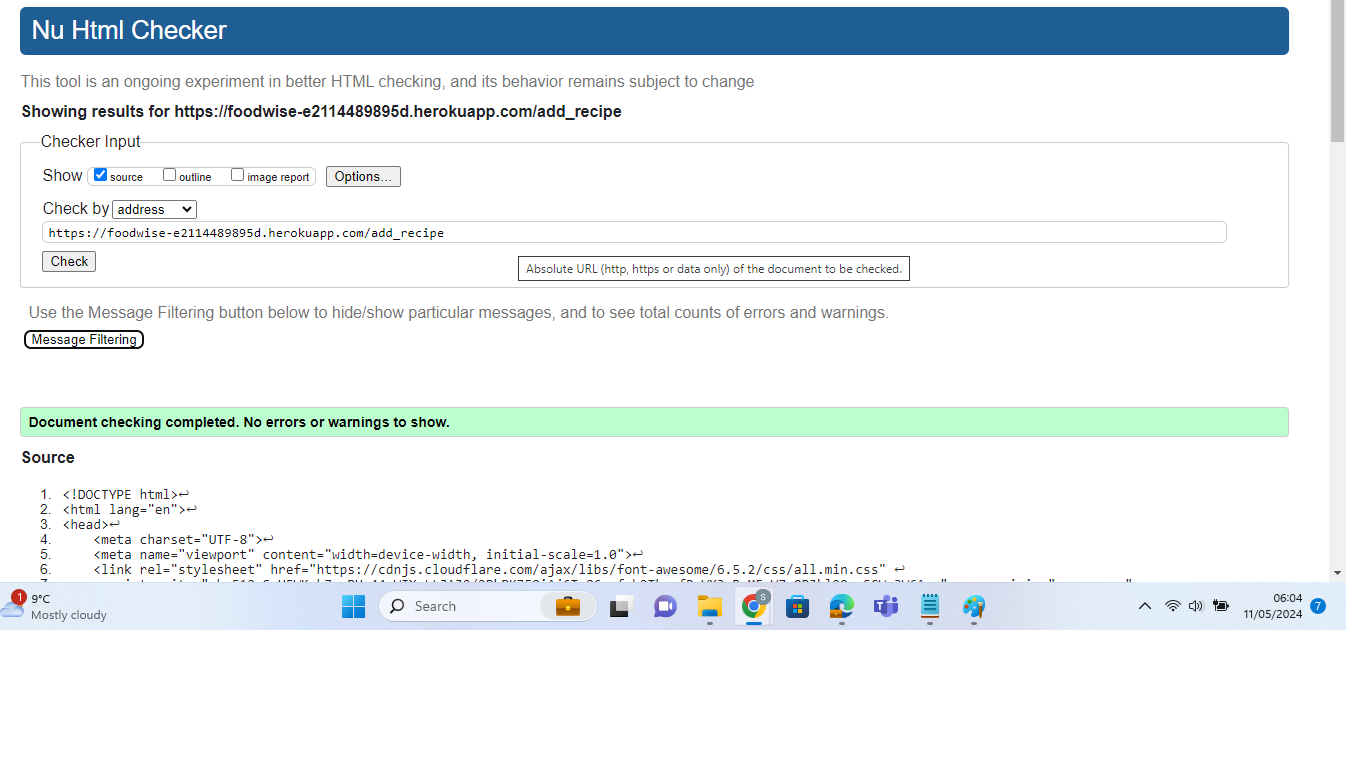 Nu Html Checker
This tool is an ongoing experiment in better HTML checking, and its behavior remains subject to change
Showing results for https://foodwise-e2114489895d.herokuapp.com/add_recipe
Checker Input
Show source outline image report Options...
Check by address
https://foodwise-e2114489895d.herokuapp.com/add_recipe
Check
Absolute URL (http, https or data only) of the document to be checked.
Use the Message Filtering button below to hide/show particular messages, and to see total counts of errors and warnings.
Message Filtering
Document checking completed. No errors or warnings to show.
Source
1. <!DOCTYPE html>↩
2. <html lang="en">↩
3. <head>↩
4. <meta charset="UTF-8">↩
5. <meta name="viewport" content="width=device-width, initial-scale=1.0">↩
6. <link rel="stylesheet" href="https://cdnjs.cloudflare.com/ajax/libs/font-awesome/6.5.2/css/all.min.css" ↩
1
9°C
Mostly cloudy
Search
S
06:04
11/05/2024
7